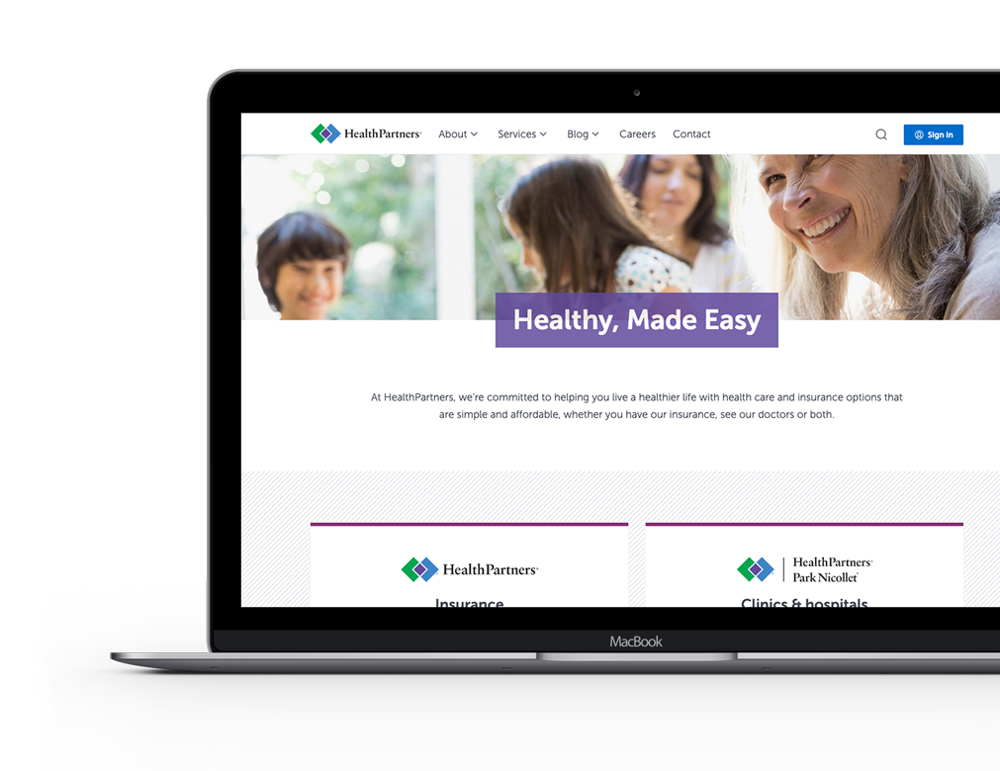 HealthPartners
About
Services
Blog
Careers
Contact
Sign In
Healthy, Made Easy
At HealthPartners, we're committed to helping you live a healthier life with health care and insurance options that
are simple and affordable, whether you have our insurance, see our doctors or both.
HealthPartners
Insurance
HealthPartners
Park Nicollet
Clinics & hospitals
MacBook